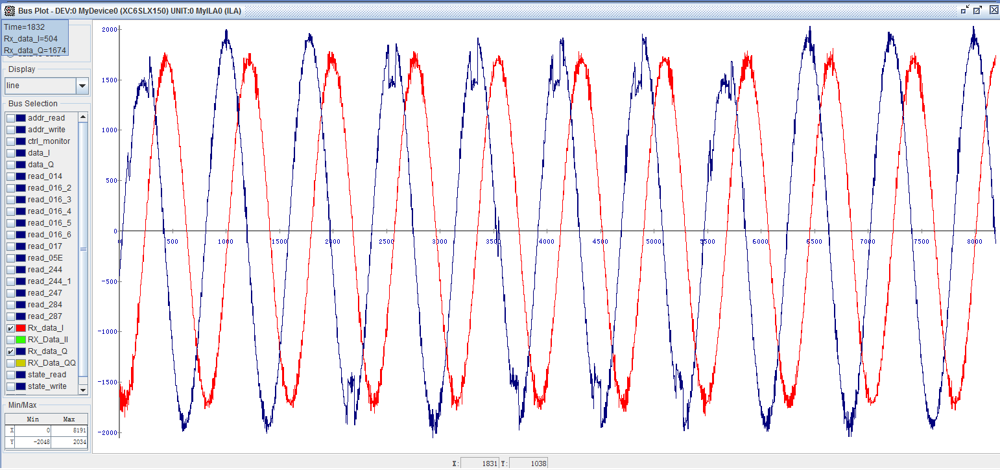 Bus Plot - DEV:0 MyDevice0 (XC6SLX150) UNIT:0 MyILA0 (ILA)
Time=1832
Rx_data_I=504
Rx_data_Q=1674
Display
line
Bus Selection
addr_read
addr_write
ctrl_monitor
data_I
data_Q
read_014
read_016_2
read_016_3
read_016_4
read_016_5
read_016_6
read_017
read_05E
read_244
read_244_1
read_247
read_284
read_287
Rx_data_I
RX_Data_II
Rx_data_Q
RX_Data_QQ
state_read
state_write
Min/Max
Min Max
X 0 8191
Y -2048 2034
2000
1500
1000
500
0
-500
-1000
-1500
-2000
0 500 1000 1500 2000 2500 3000 3500 4000 4500 5000 5500 6000 6500 7000 7500 8000
X: 1831 Y: 1038